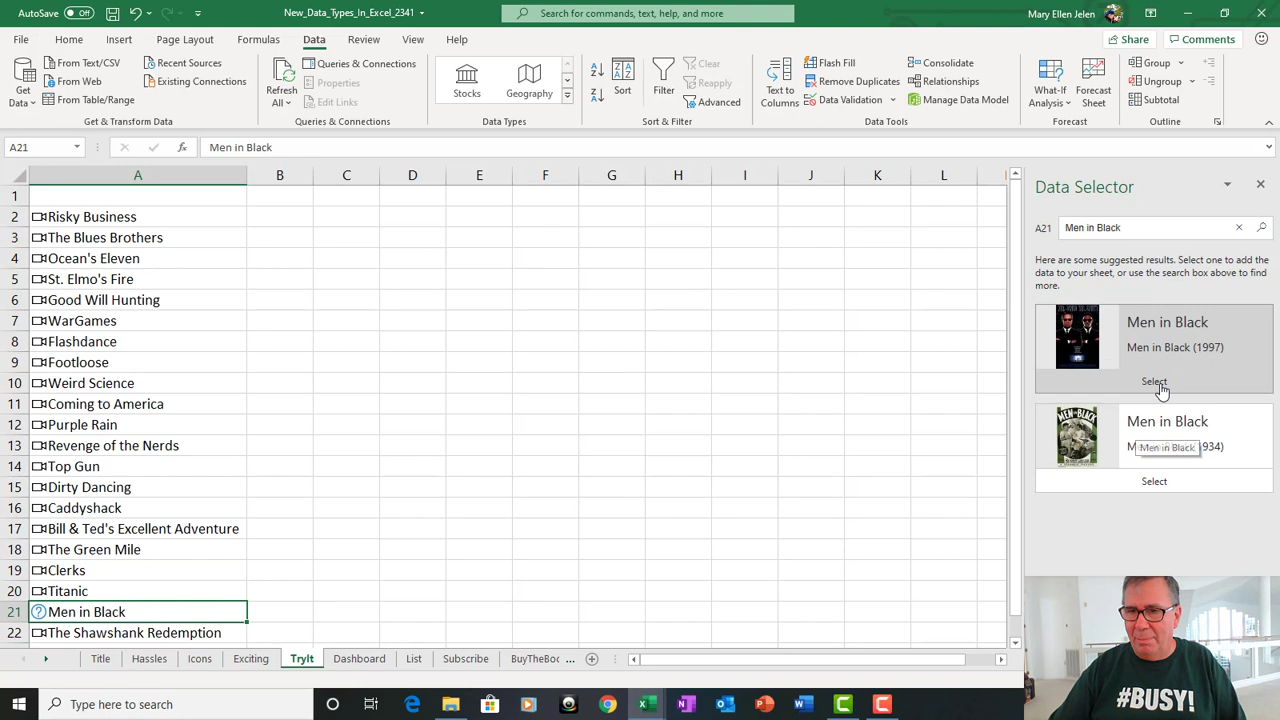 AutoSave Off New_Data_Types_In_Excel_2341 Search for commands, text, help, and more Mary Ellen Jelen
File Home Insert Page Layout Formulas Data Review View Help Share Comments
Get Data
From Text/CSV
From Web
From Table/Range
Recent Sources
Existing Connections
Get & Transform Data
Refresh All
Queries & Connections
Properties
Edit Links
Queries & Connections
Stocks
Geography
Data Types
Sort
Filter
Clear
Reapply
Advanced
Sort & Filter
Text to Columns
Flash Fill
Remove Duplicates
Data Validation
Consolidate
Relationships
Manage Data Model
Data Tools
What-If Analysis
Forecast Sheet
Forecast
Group
Ungroup
Subtotal
Outline
A21 fx Men in Black
A B C D E F G H I J K L
1
2 Risky Business
3 The Blues Brothers
4 Ocean's Eleven
5 St. Elmo's Fire
6 Good Will Hunting
7 WarGames
8 Flashdance
9 Footloose
10 Weird Science
11 Coming to America
12 Purple Rain
13 Revenge of the Nerds
14 Top Gun
15 Dirty Dancing
16 Caddyshack
17 Bill & Ted's Excellent Adventure
18 The Green Mile
19 Clerks
20 Titanic
21 Men in Black
22 The Shawshank Redemption
Data Selector
A21 Men in Black
Here are some suggested results. Select one to add the
data to your sheet, or use the search box above to find
more.
Men in Black
Men in Black (1997)
Select
Men in Black
Men in Black
Select
Title Hassles Icons Exciting TryIt Dashboard List Subscribe BuyTheBoo ...
Type here to search
#BUSY!